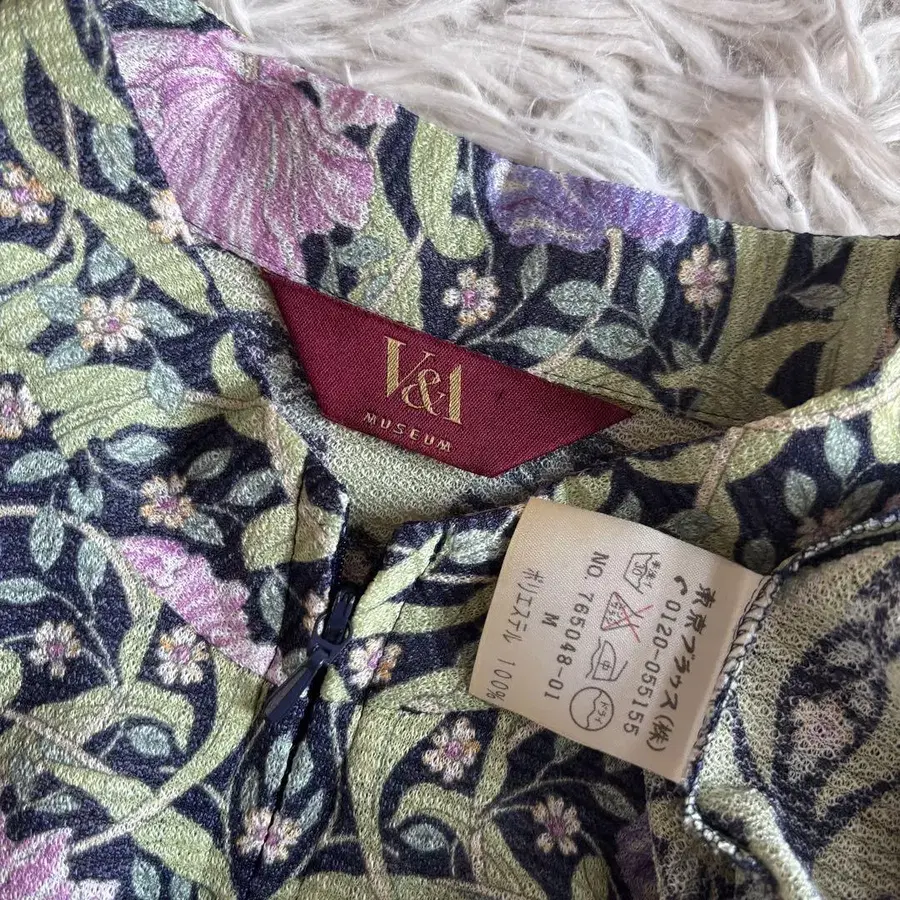 V&A
MUSEUM
東京ブラウス(株)
0120-055155
NO. 765048-01
M
ポリエステル 100%